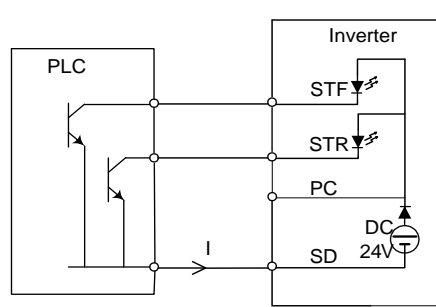 Inverter
PLC
STF
STR
PC
DC
24V
I
SD